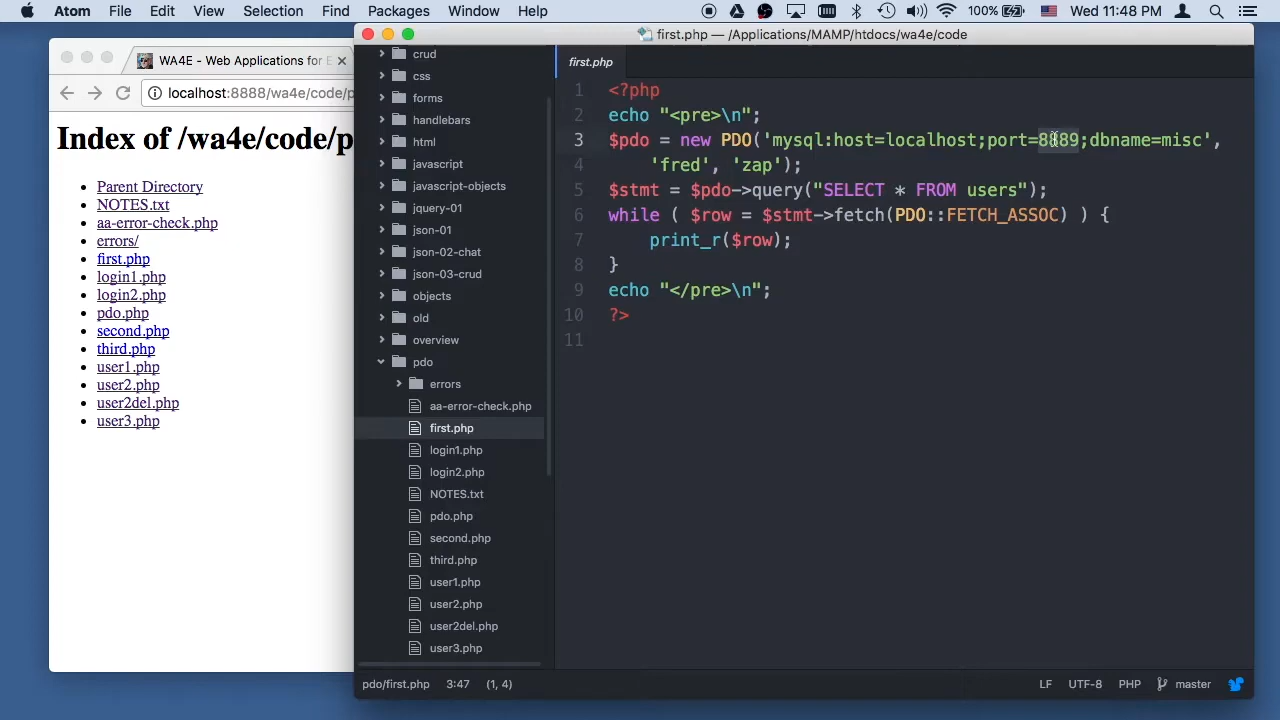 Atom File Edit View Selection Find Packages Window Help 100% Wed 11:48 PM
WA4E - Web Applications for E
localhost:8888/wa4e/code/p
Index of /wa4e/code/p
Parent Directory
NOTES.txt
aa-error-check.php
errors/
first.php
login1.php
login2.php
pdo.php
second.php
third.php
user1.php
user2.php
user2del.php
user3.php
first.php — /Applications/MAMP/htdocs/wa4e/code
crud
css
forms
handlebars
html
javascript
javascript-objects
jquery-01
json-01
json-02-chat
json-03-crud
objects
old
overview
pdo
errors
aa-error-check.php
first.php
login1.php
login2.php
NOTES.txt
pdo.php
second.php
third.php
user1.php
user2.php
user2del.php
user3.php
first.php
1 <?php
2 echo "<pre>\n";
3 $pdo = new PDO('mysql:host=localhost;port=8889;dbname=misc',
4 'fred', 'zap');
5 $stmt = $pdo->query("SELECT * FROM users");
6 while ( $row = $stmt->fetch(PDO::FETCH_ASSOC) ) {
7 print_r($row);
8 }
9 echo "</pre>\n";
10 ?>
11
pdo/first.php 3:47 (1, 4) LF UTF-8 PHP master